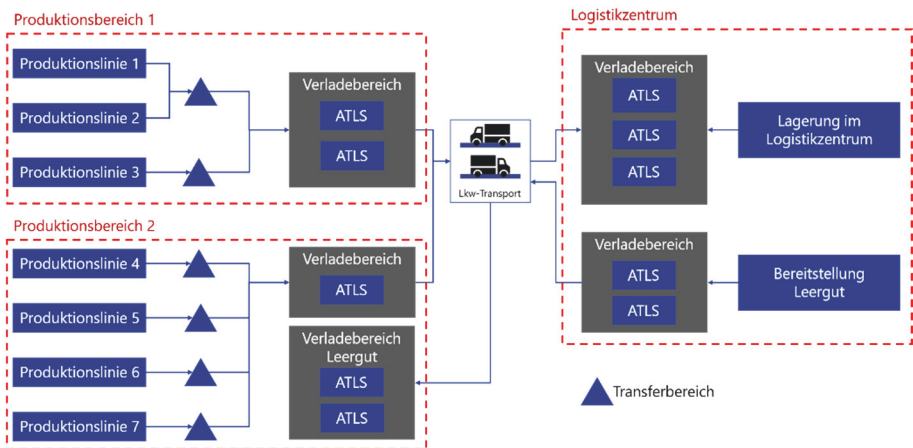 Produktionsbereich 1
Produktionslinie 1
Produktionslinie 2
Produktionslinie 3
Verladebereich
ATLS
ATLS
Produktionsbereich 2
Produktionslinie 4
Produktionslinie 5
Produktionslinie 6
Produktionslinie 7
Verladebereich
ATLS
Verladebereich
Leergut
ATLS
ATLS
Lkw-Transport
Logistikzentrum
Verladebereich
ATLS
ATLS
ATLS
Lagerung im
Logistikzentrum
Verladebereich
ATLS
ATLS
Bereitstellung
Leergut
Transferbereich